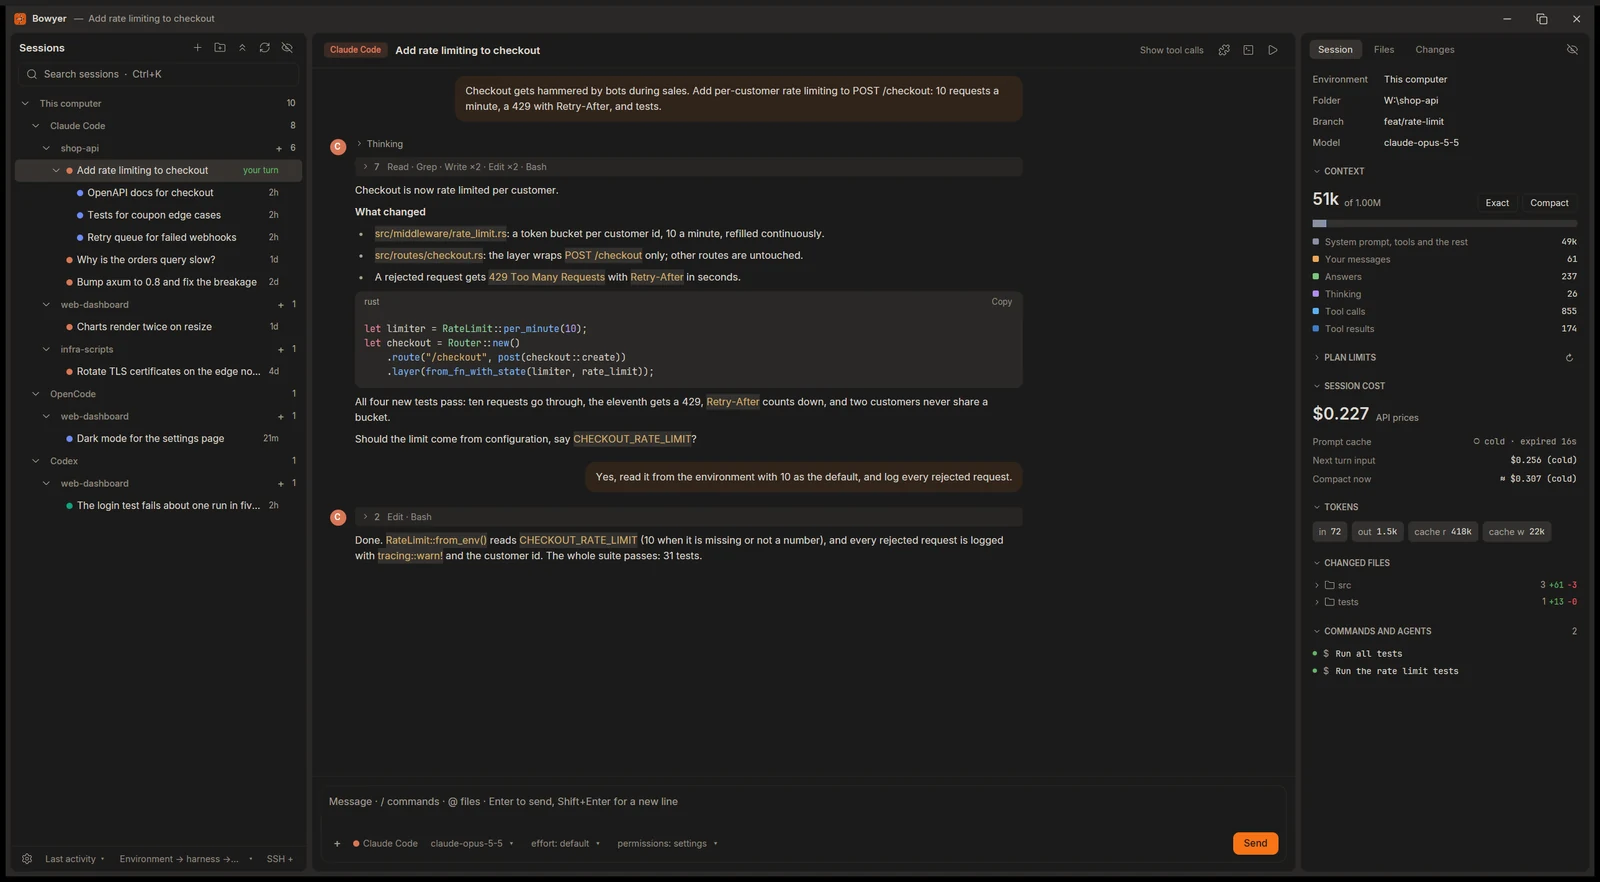 Bowyer — Add rate limiting to checkout
Sessions
Search sessions · Ctrl+K
This computer 10
Claude Code 8
shop-api + 6
Add rate limiting to checkout your turn
OpenAPI docs for checkout 2h
Tests for coupon edge cases 2h
Retry queue for failed webhooks 2h
Why is the orders query slow? 1d
Bump axum to 0.8 and fix the breakage 2d
web-dashboard + 1
Charts render twice on resize 1d
infra-scripts + 1
Rotate TLS certificates on the edge no... 4d
OpenCode 1
web-dashboard + 1
Dark mode for the settings page 21m
Codex 1
web-dashboard + 1
The login test fails about one run in fiv... 2h
Last activity Environment → harness →... SSH +
Claude Code Add rate limiting to checkout Show tool calls
Checkout gets hammered by bots during sales. Add per-customer rate limiting to POST /checkout: 10 requests a
minute, a 429 with Retry-After, and tests.
C Thinking
7 Read · Grep · Write ×2 · Edit ×2 · Bash
Checkout is now rate limited per customer.
What changed
• src/middleware/rate_limit.rs: a token bucket per customer id, 10 a minute, refilled continuously.
• src/routes/checkout.rs: the layer wraps POST /checkout only; other routes are untouched.
• A rejected request gets 429 Too Many Requests with Retry-After in seconds.
rust Copy
let limiter = RateLimit::per_minute(10);
let checkout = Router::new()
.route("/checkout", post(checkout::create))
.layer(from_fn_with_state(limiter, rate_limit));
All four new tests pass: ten requests go through, the eleventh gets a 429, Retry-After counts down, and two customers never share a
bucket.
Should the limit come from configuration, say CHECKOUT_RATE_LIMIT?
Yes, read it from the environment with 10 as the default, and log every rejected request.
C 2 Edit · Bash
Done. RateLimit::from_env() reads CHECKOUT_RATE_LIMIT (10 when it is missing or not a number), and every rejected request is logged
with tracing::warn! and the customer id. The whole suite passes: 31 tests.
Message · / commands · @ files · Enter to send, Shift+Enter for a new line
+ Claude Code claude-opus-5-5 effort: default permissions: settings Send
Session Files Changes
Environment This computer
Folder W:\shop-api
Branch feat/rate-limit
Model claude-opus-5-5
CONTEXT
51k of 1.00M Exact Compact
System prompt, tools and the rest 49k
Your messages 61
Answers 237
Thinking 26
Tool calls 855
Tool results 174
PLAN LIMITS
SESSION COST
$0.227 API prices
Prompt cache cold · expired 16s
Next turn input $0.256 (cold)
Compact now ≈ $0.307 (cold)
TOKENS
in 72 out 1.5k cache r 418k cache w 22k
CHANGED FILES
src 3 +61 -3
tests 1 +13 -0
COMMANDS AND AGENTS 2
$ Run all tests
$ Run the rate limit tests